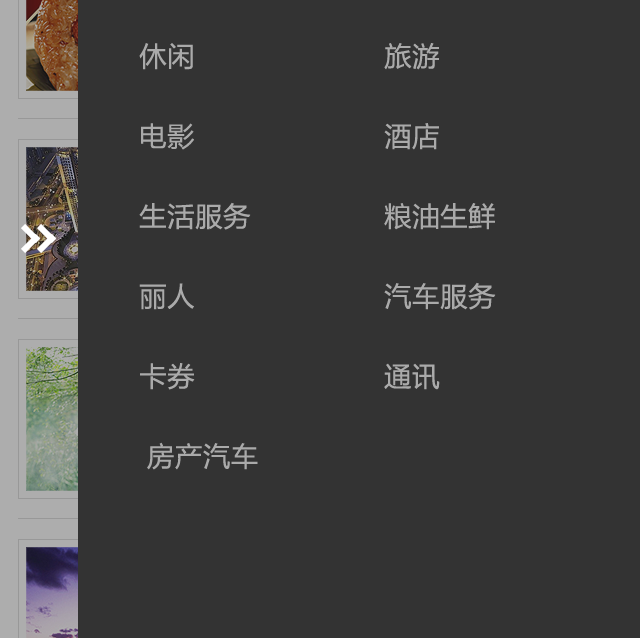 休闲 旅游
电影 酒店
生活服务 粮油生鲜
丽人 汽车服务
卡券 通讯
房产汽车